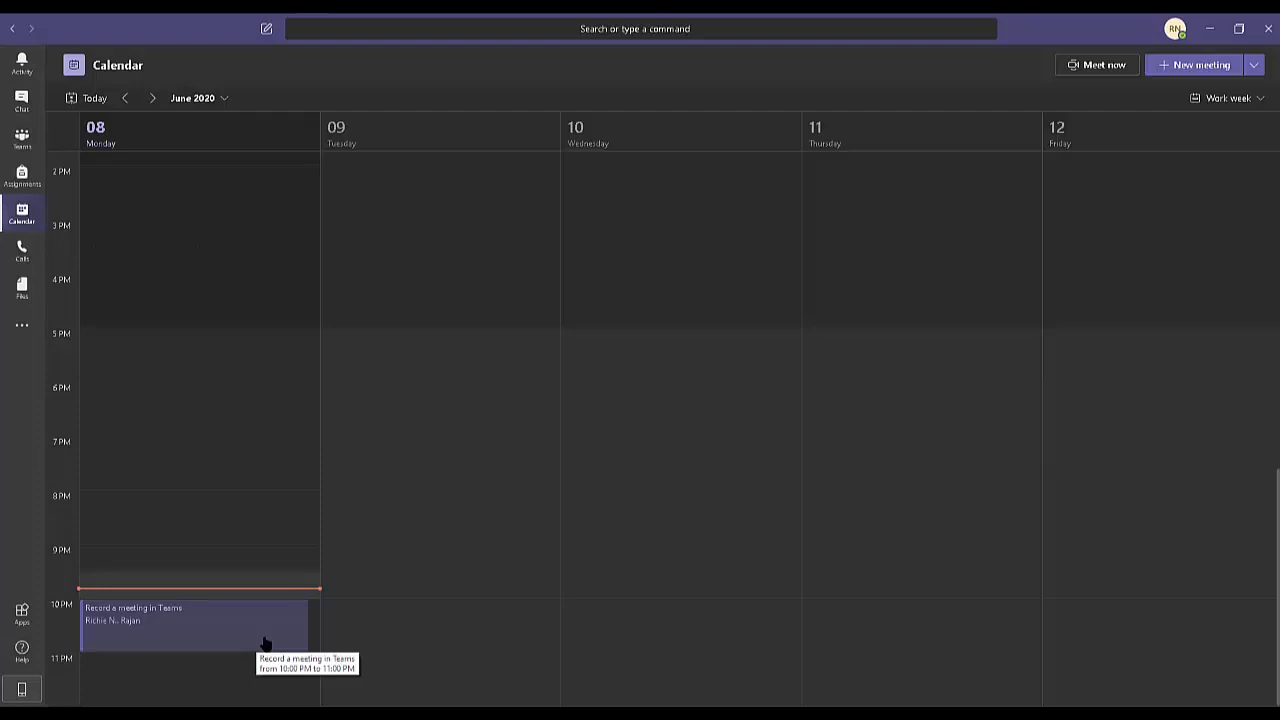 Search or type a command
RN
Activity
Chat
Teams
Assignments
Calendar
Calls
Files
Apps
Help
Calendar
Meet now
New meeting
Today
June 2020
Work week
08
Monday
09
Tuesday
10
Wednesday
11
Thursday
12
Friday
2 PM
3 PM
4 PM
5 PM
6 PM
7 PM
8 PM
9 PM
10 PM
11 PM
Record a meeting in Teams
Richie N.. Rajan
Record a meeting in Teams
from 10:00 PM to 11:00 PM